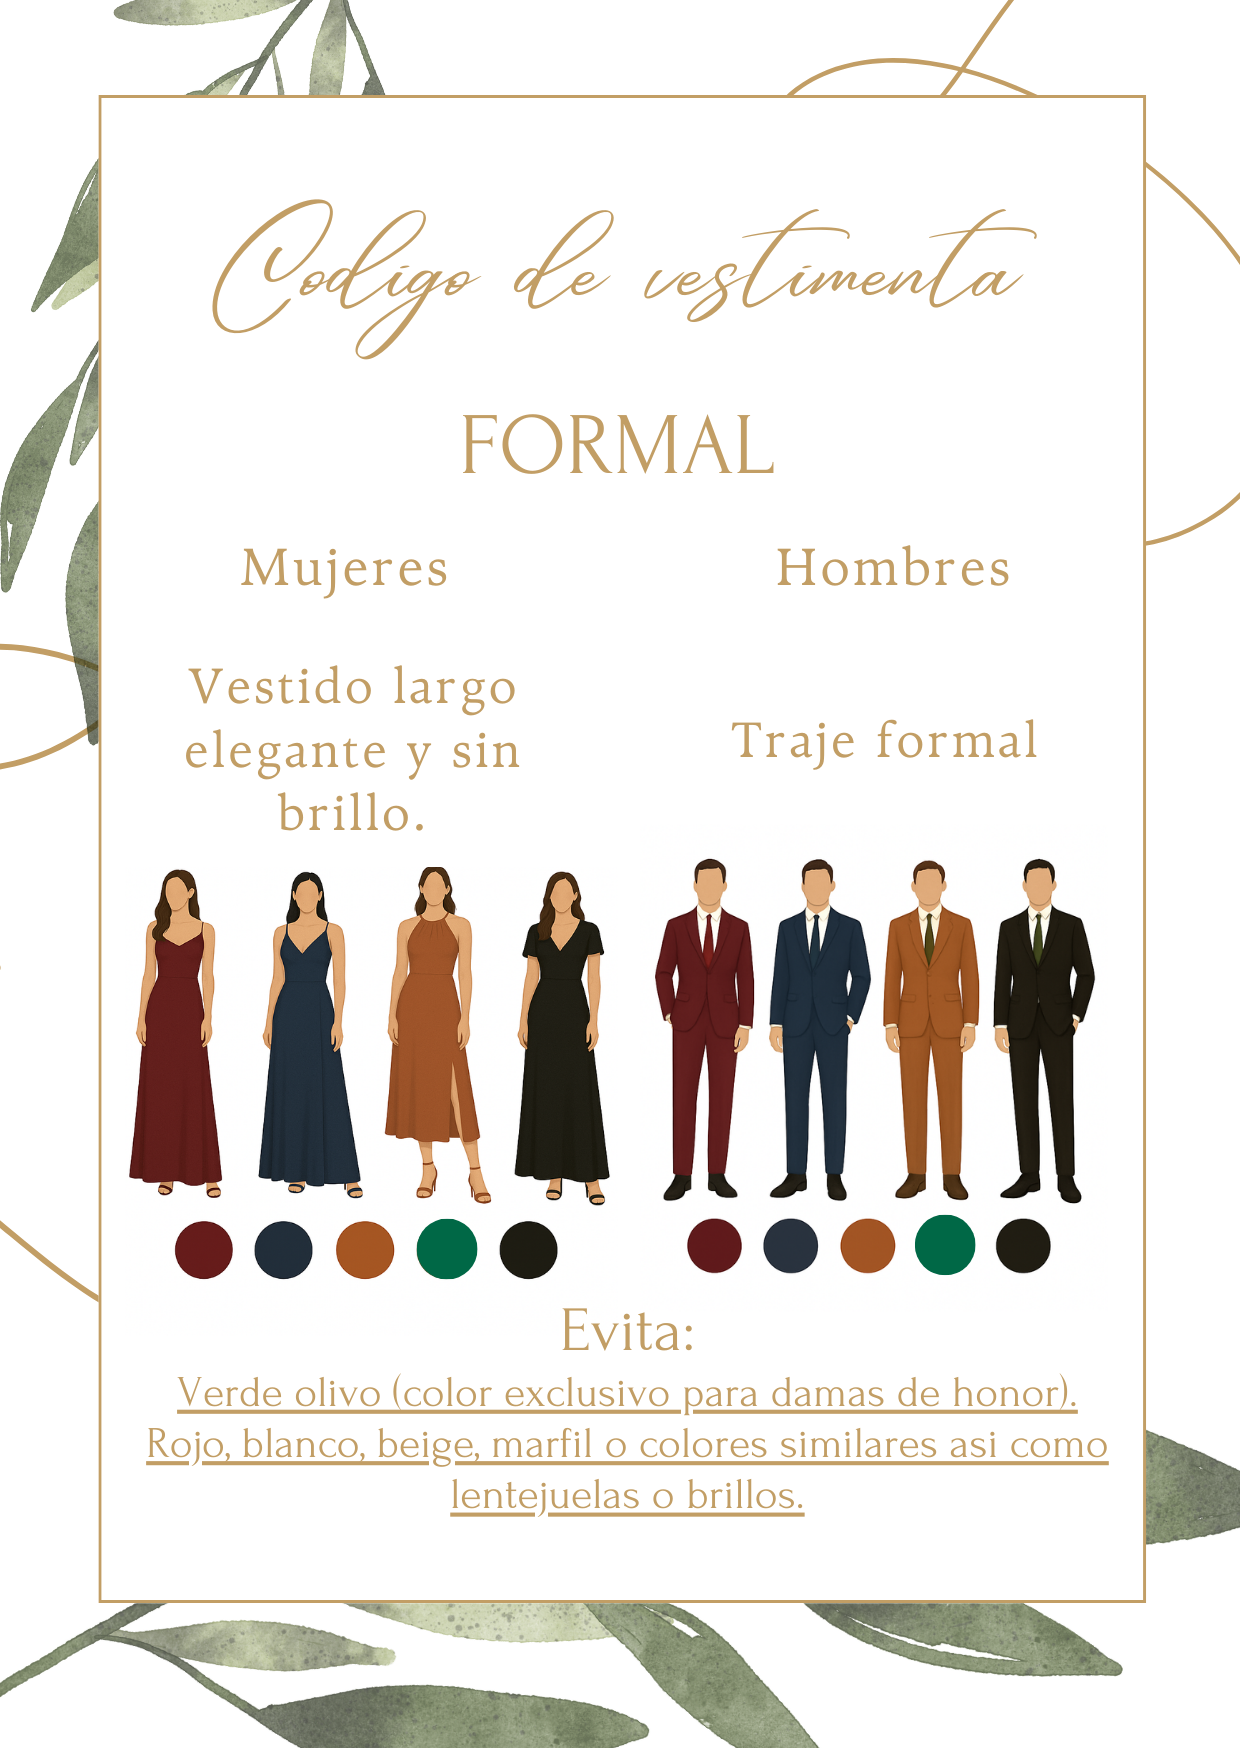 Codigo de vestimenta
FORMAL
Mujeres
Vestido largo
elegante y sin
brillo.
Hombres
Traje formal
Evita:
Verde olivo (color exclusivo para damas de honor).
Rojo, blanco, beige, marfil o colores similares asi como
lentejuelas o brillos.